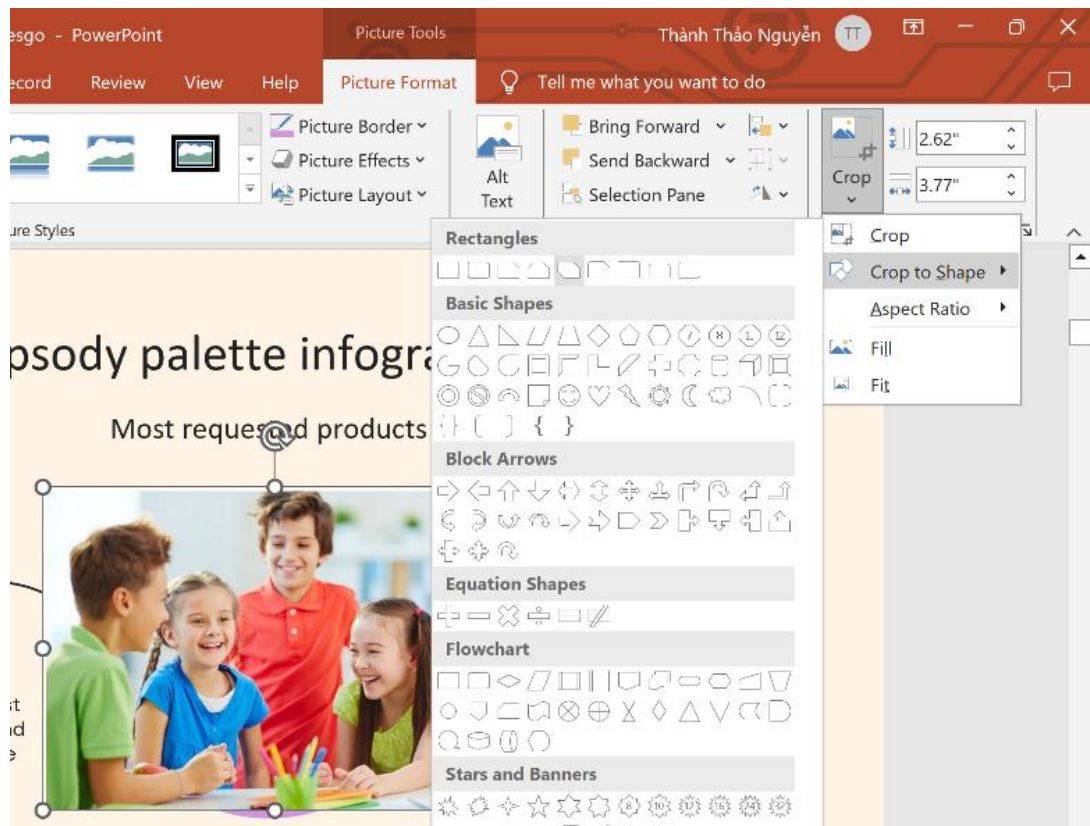 esgo - PowerPoint
Picture Tools
Thành Thảo Nguyễn
TT
ecord Review View Help Picture Format Tell me what you want to do
Picture Border
Picture Effects
Picture Layout
Alt
Text
Bring Forward
Send Backward
Selection Pane
Crop
2.62"
3.77"
ure Styles
Crop
Crop to Shape
Aspect Ratio
Fill
Fit
Rectangles
Basic Shapes
Block Arrows
Equation Shapes
Flowchart
Stars and Banners
psody palette infogra
Most requested products
st
nd
e